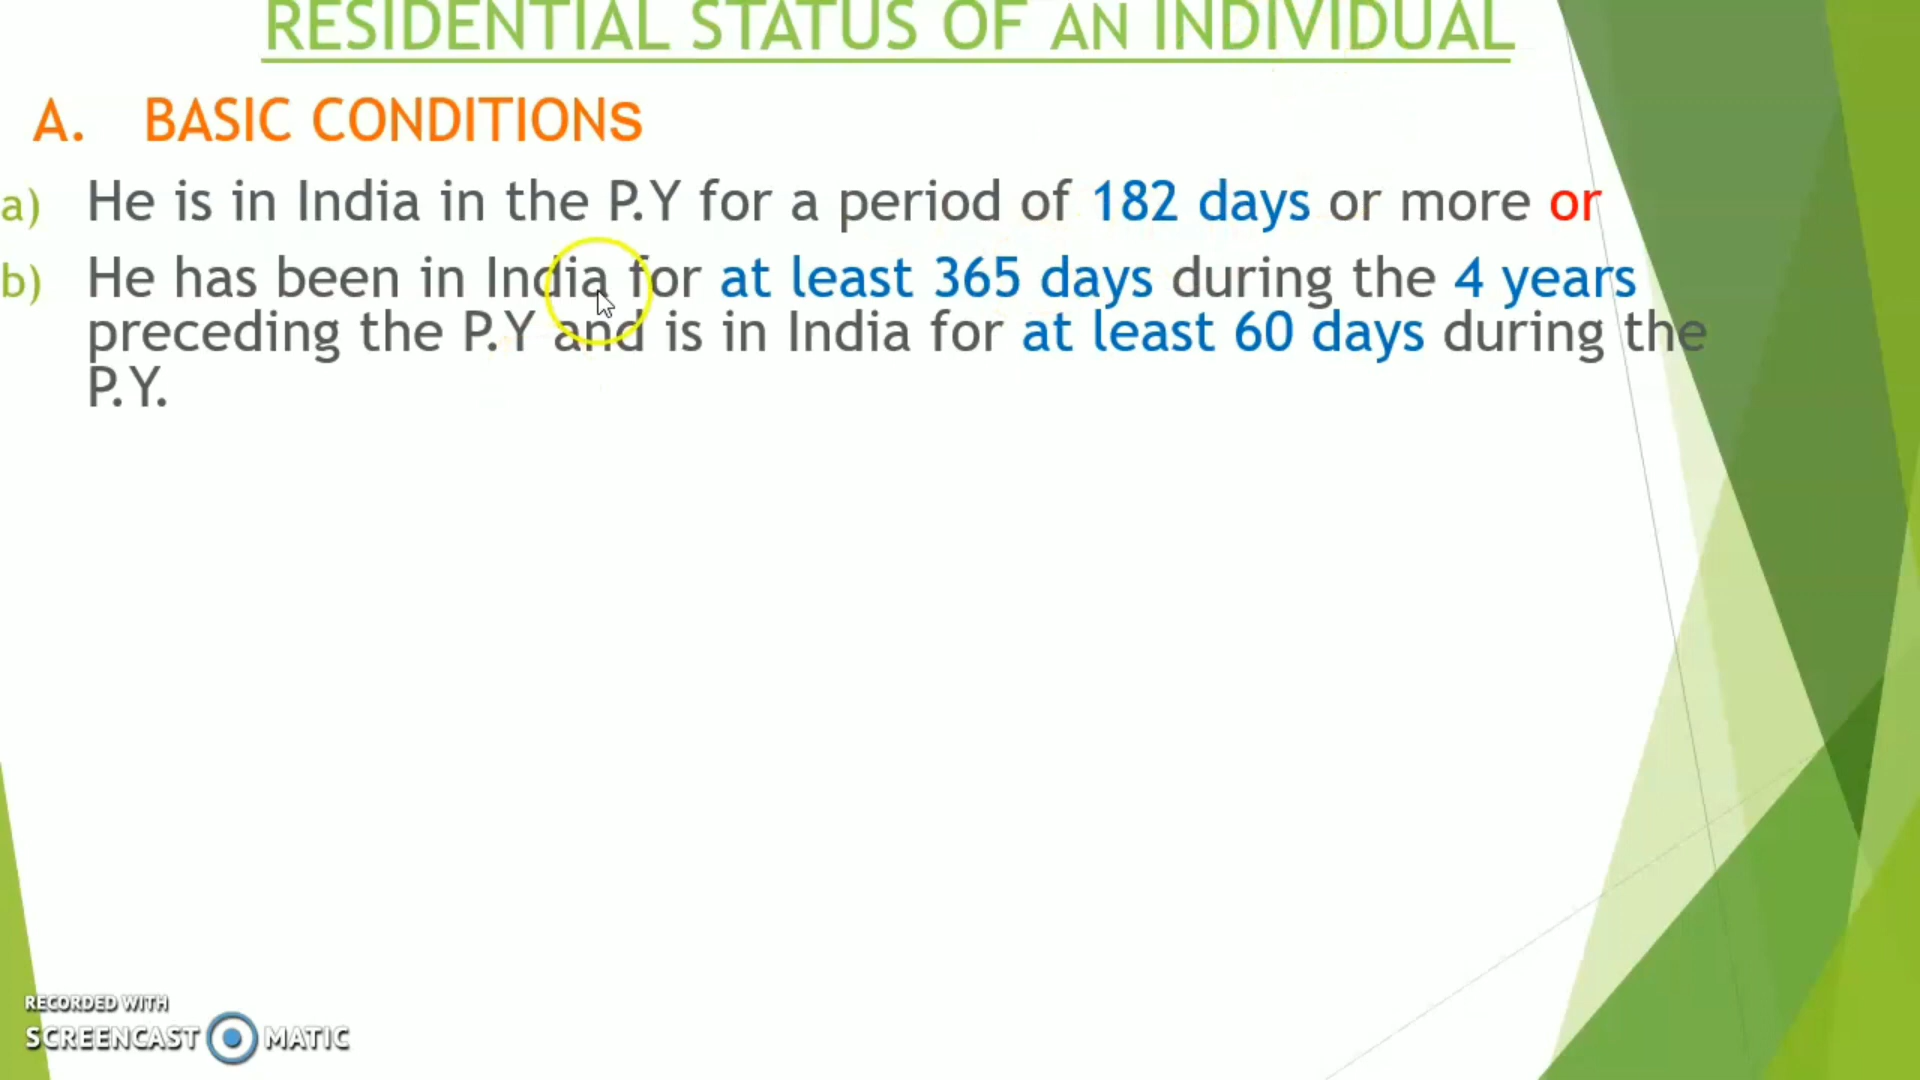 RESIDENTIAL STATUS OF AN INDIVIDUAL
A. BASIC CONDITIONS
a) He is in India in the P.Y for a period of 182 days or more or
b) He has been in India for at least 365 days during the 4 years
preceding the P.Y and is in India for at least 60 days during the
P.Y.
RECORDED WITH
SCREENCAST MATIC